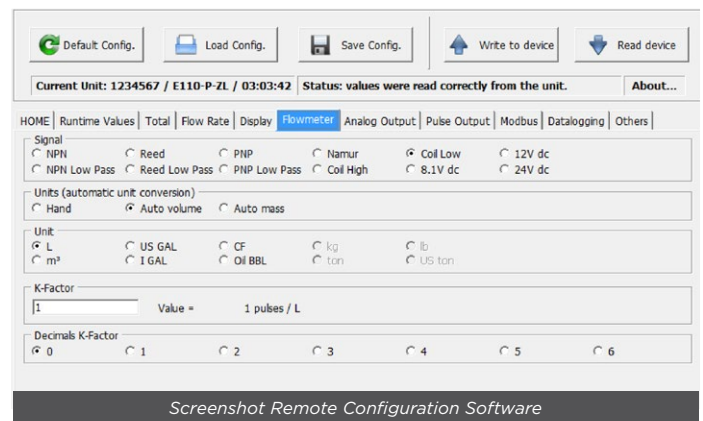 Default Config. Load Config. Save Config. Write to device Read device
Current Unit: 1234567 / E110-P-ZL / 03:03:42 Status: values were read correctly from the unit. About...
HOME Runtime Values Total Flow Rate Display Flowmeter Analog Output Pulse Output Modbus Datalogging Others
Signal
NPN Reed PNP Namur Coil Low 12V dc
NPN Low Pass Reed Low Pass PNP Low Pass Coil High 8.1V dc 24V dc
Units (automatic unit conversion)
Hand Auto volume Auto mass
Unit
L US GAL CF kg lb
m³ I GAL Oil BBL ton US ton
K-Factor
1 Value = 1 pulses / L
Decimals K-Factor
0 1 2 3 4 5 6
Screenshot Remote Configuration Software